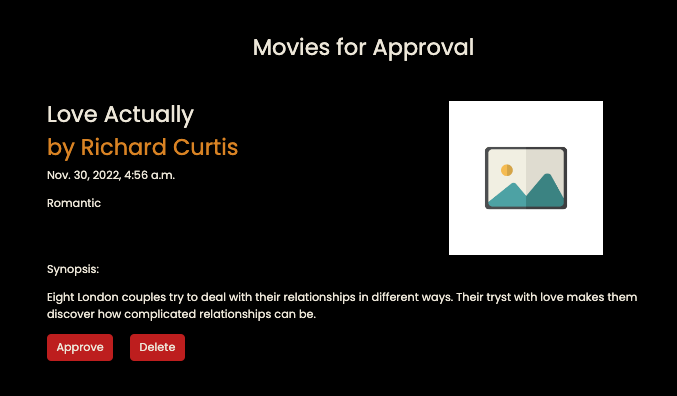 Movies for Approval
Love Actually
by Richard Curtis
Nov. 30, 2022, 4:56 a.m.
Romantic
Synopsis:
Eight London couples try to deal with their relationships in different ways. Their tryst with love makes them
discover how complicated relationships can be.
Approve
Delete